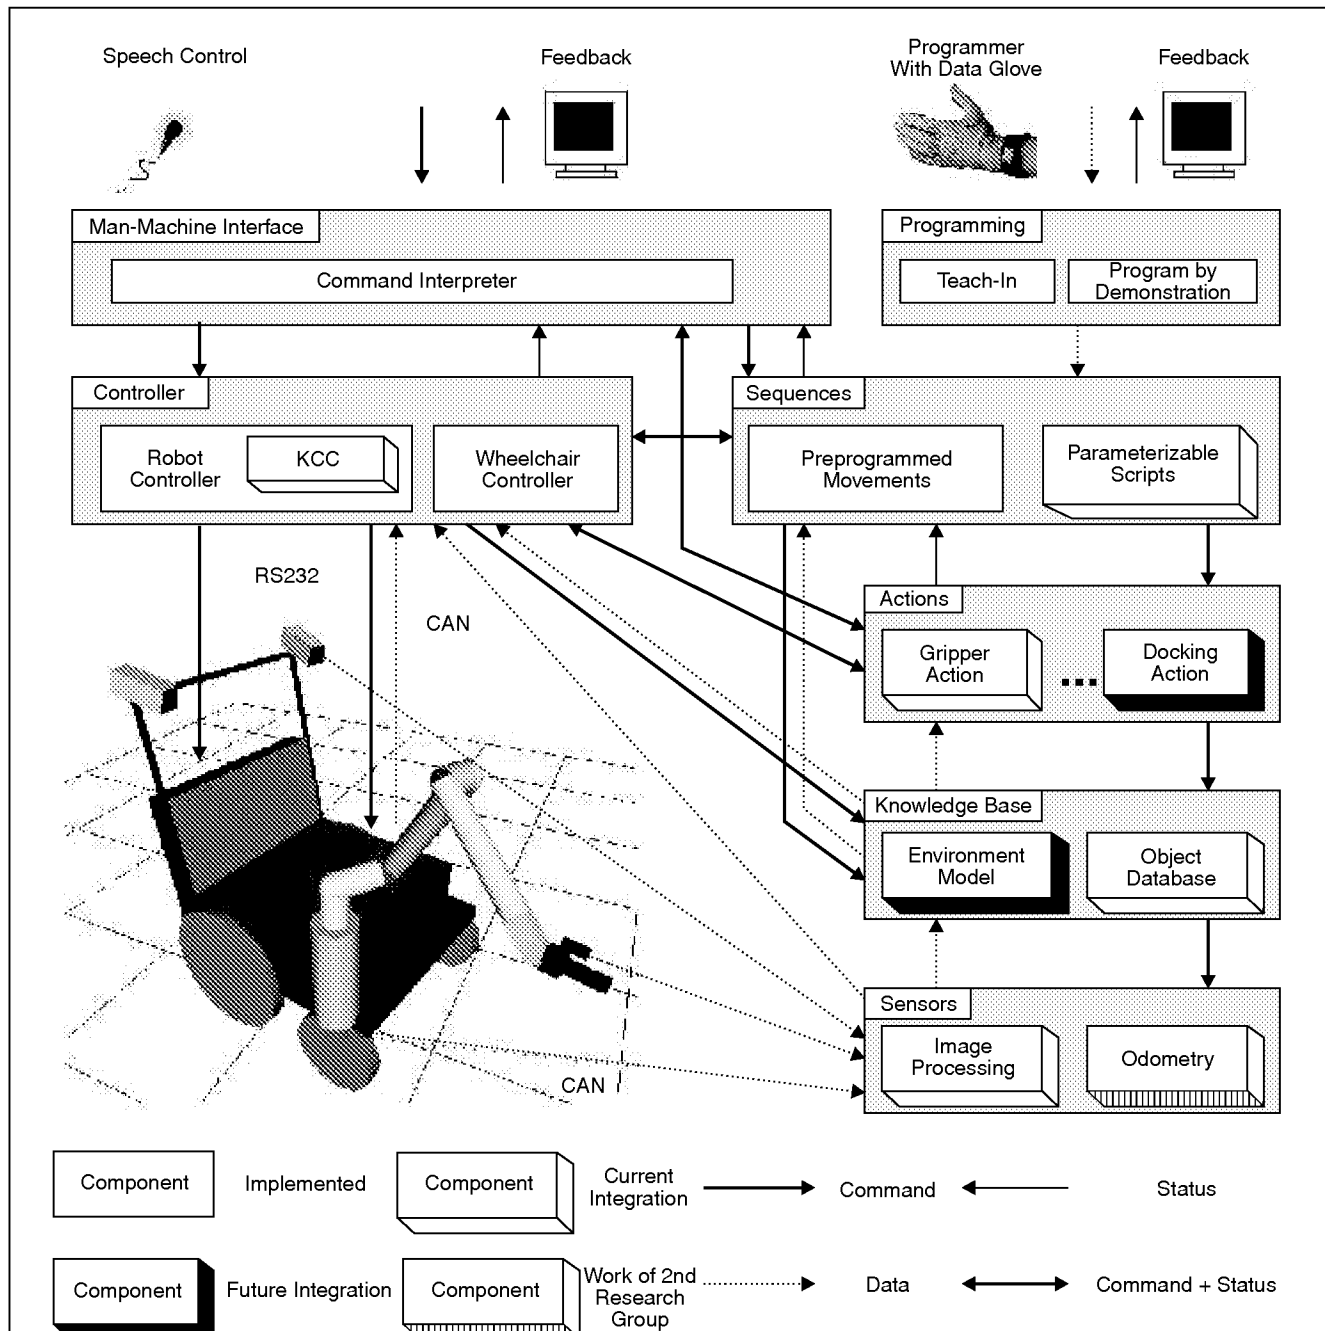 Speech Control
Feedback
Programmer
With Data Glove
Feedback
Man-Machine Interface
Command Interpreter
Programming
Teach-In
Program by
Demonstration
Controller
Robot
Controller
KCC
Wheelchair
Controller
Sequences
Preprogrammed
Movements
Parameterizable
Scripts
RS232
CAN
Actions
Gripper
Action
Docking
Action
Knowledge Base
Environment
Model
Object
Database
Sensors
Image
Processing
Odometry
CAN
Component
Implemented
Component
Current
Integration
Command
Status
Component
Future Integration
Component
Work of 2nd
Research
Group
Data
Command + Status